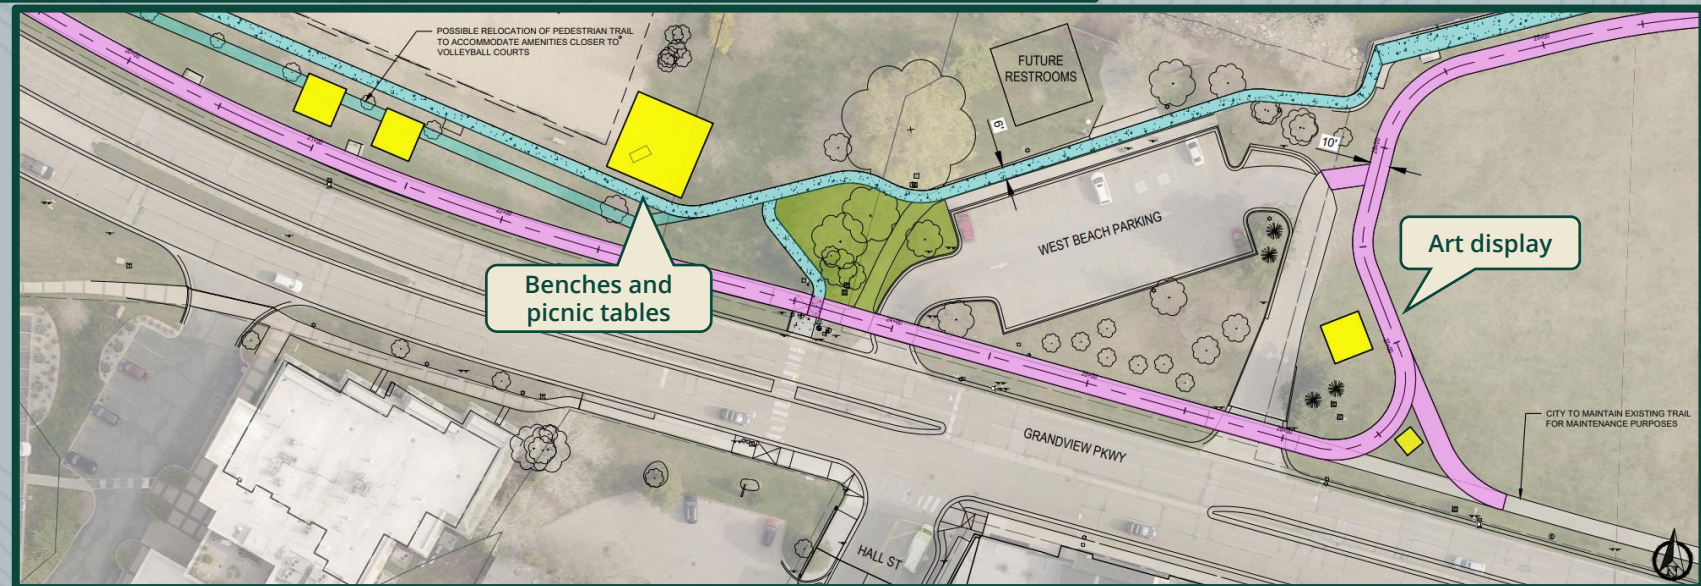 POSSIBLE RELOCATION OF PEDESTRIAN TRAIL
TO ACCOMMODATE AMENITIES CLOSER TO
VOLLEYBALL COURTS
FUTURE
RESTROOMS
6'
10'
WEST BEACH PARKING
Art display
Benches and
picnic tables
CITY TO MAINTAIN EXISTING TRAIL
FOR MAINTENANCE PURPOSES
GRANDVIEW PKWY
HALL ST
N